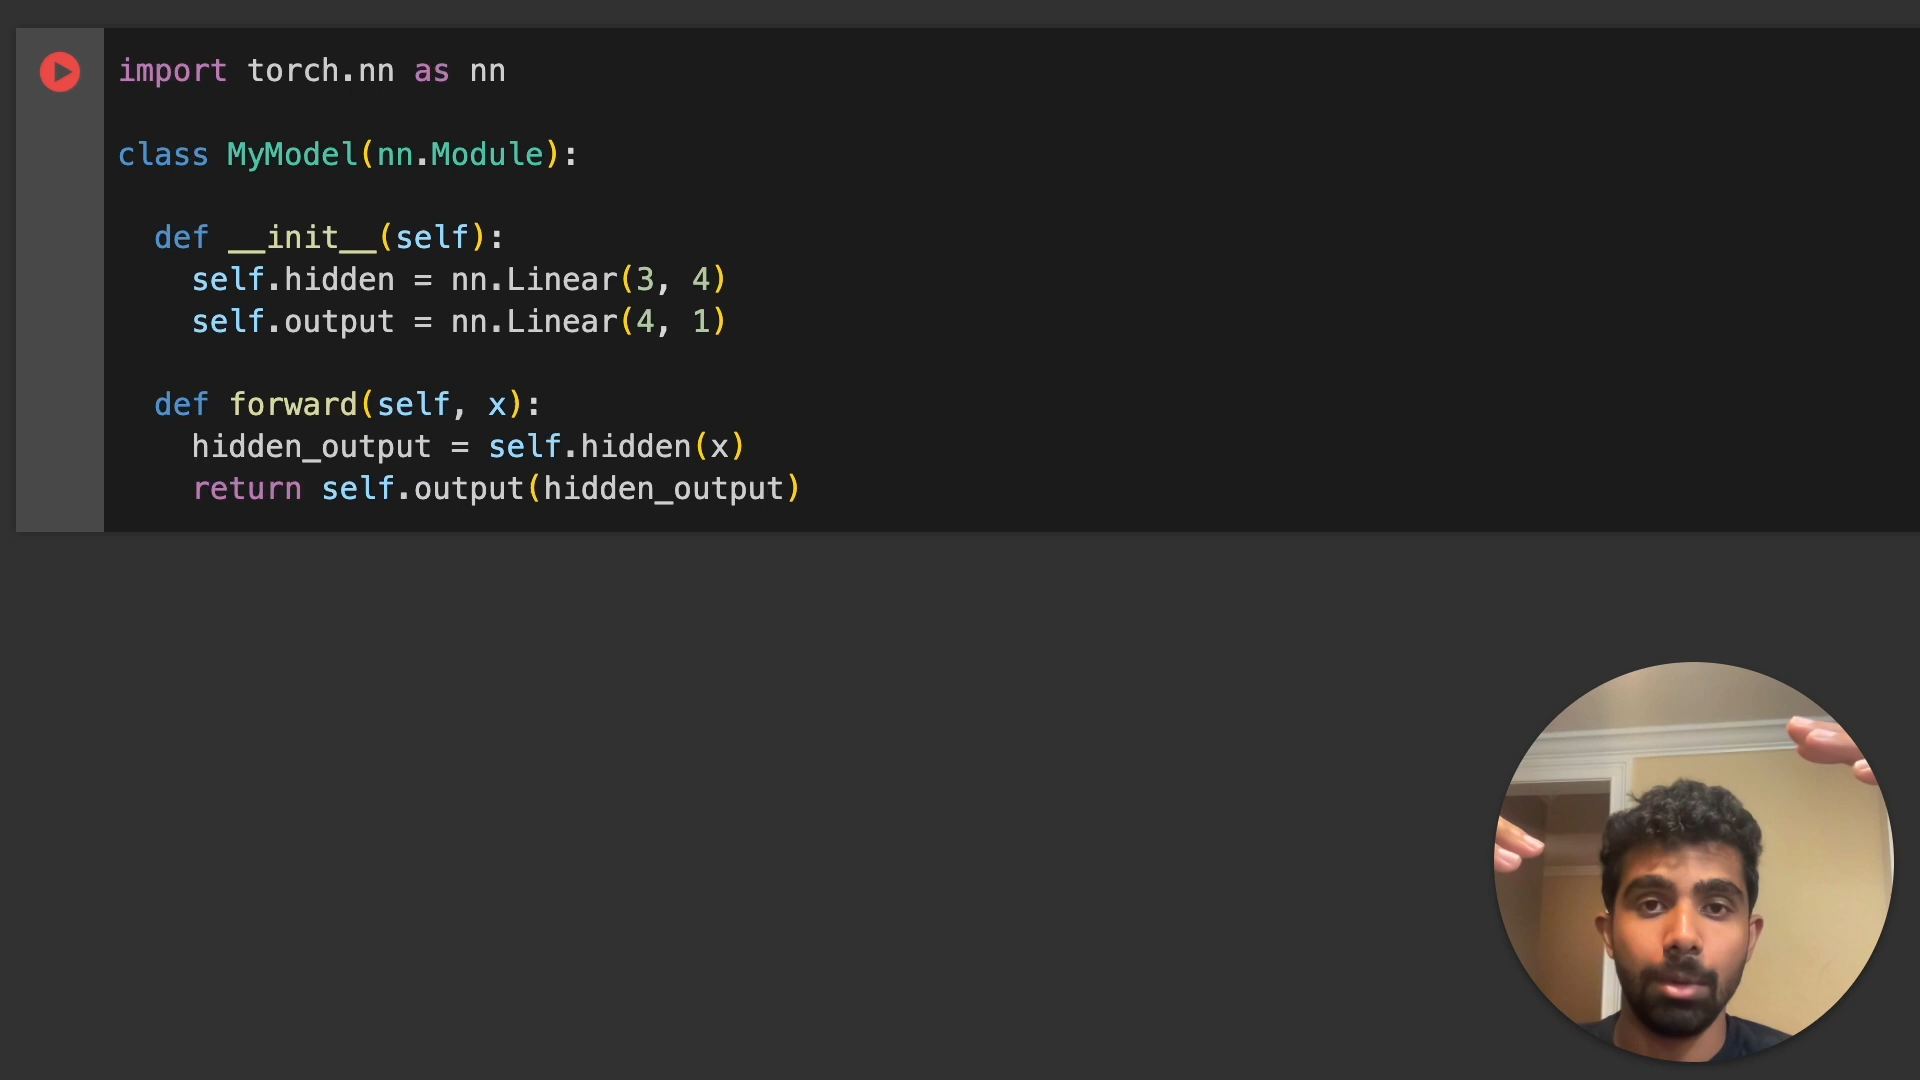 import torch.nn as nn
class MyModel(nn.Module):
def __init__(self):
self.hidden = nn.Linear(3, 4)
self.output = nn.Linear(4, 1)
def forward(self, x):
hidden_output = self.hidden(x)
return self.output(hidden_output)